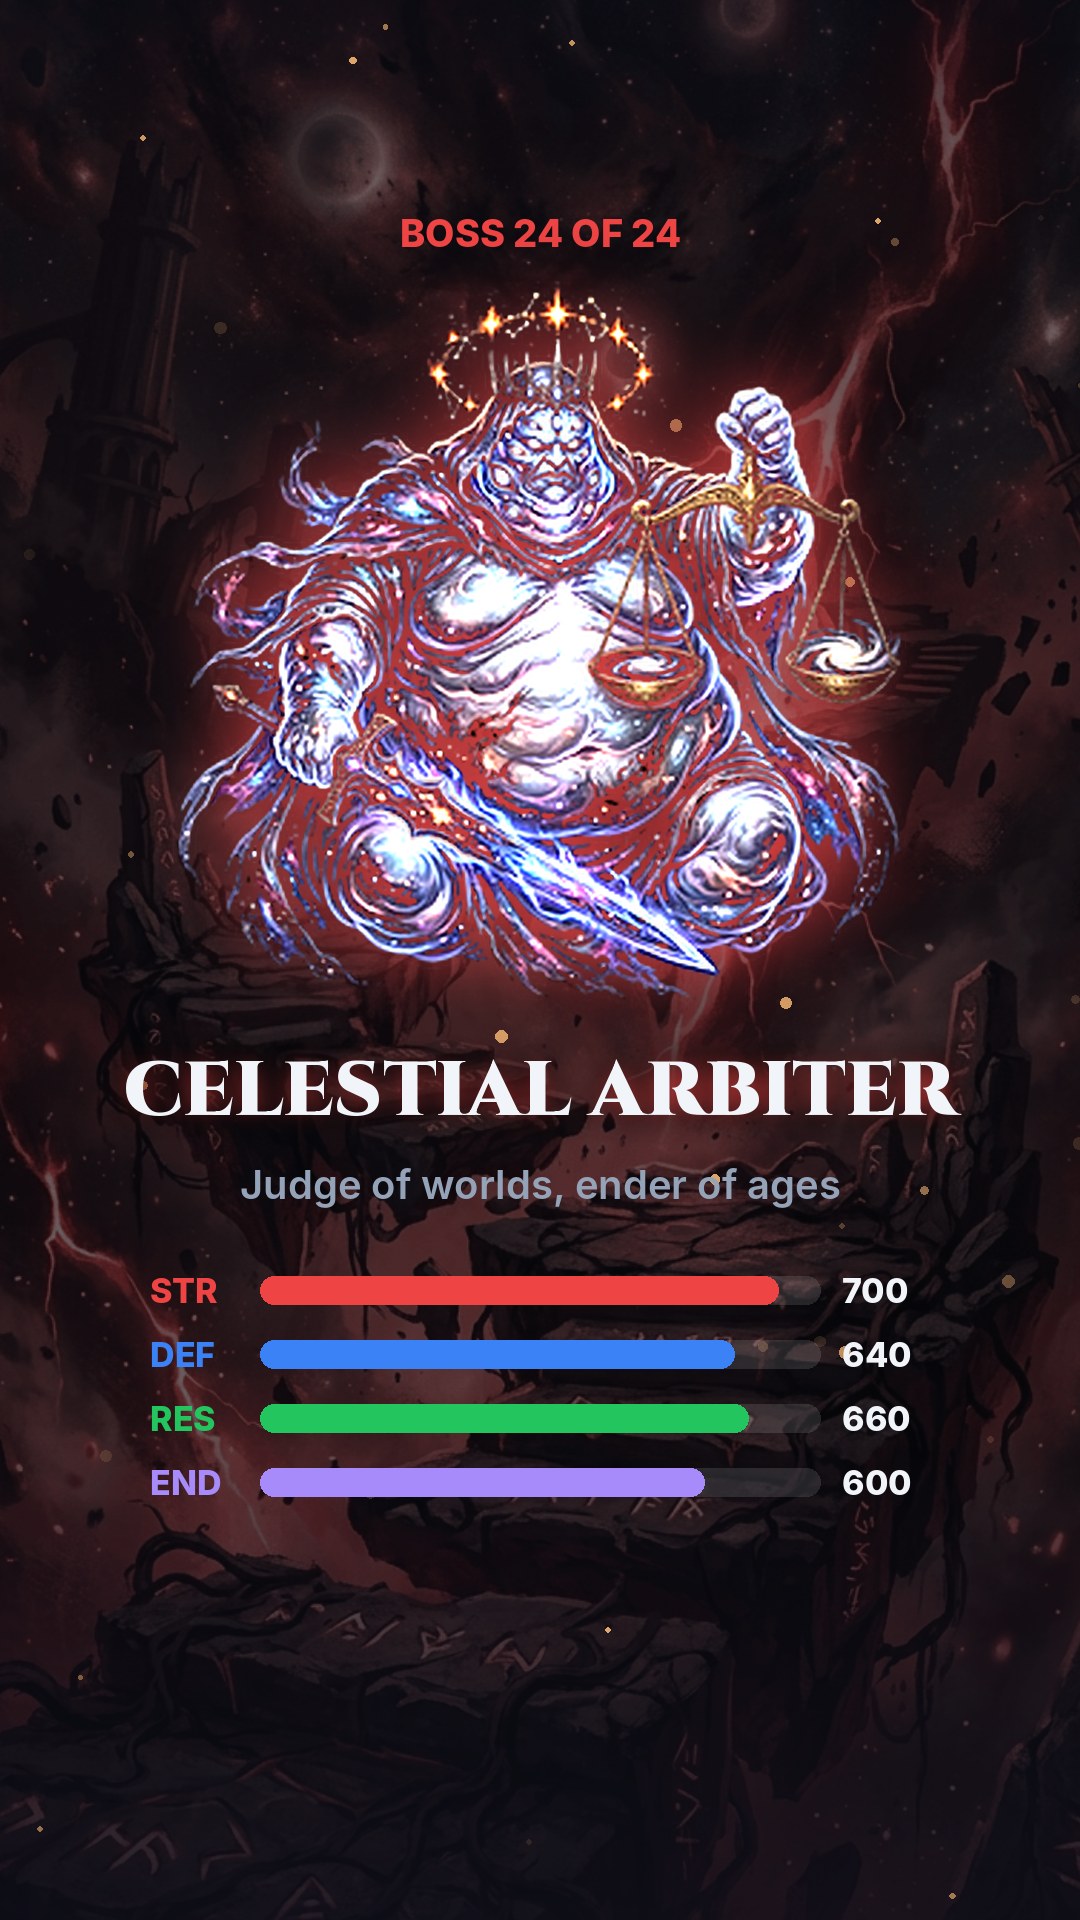 BOSS 24 OF 24
CELESTIAL ARBITER
Judge of worlds, ender of ages
STR 700
DEF 640
RES 660
END 600